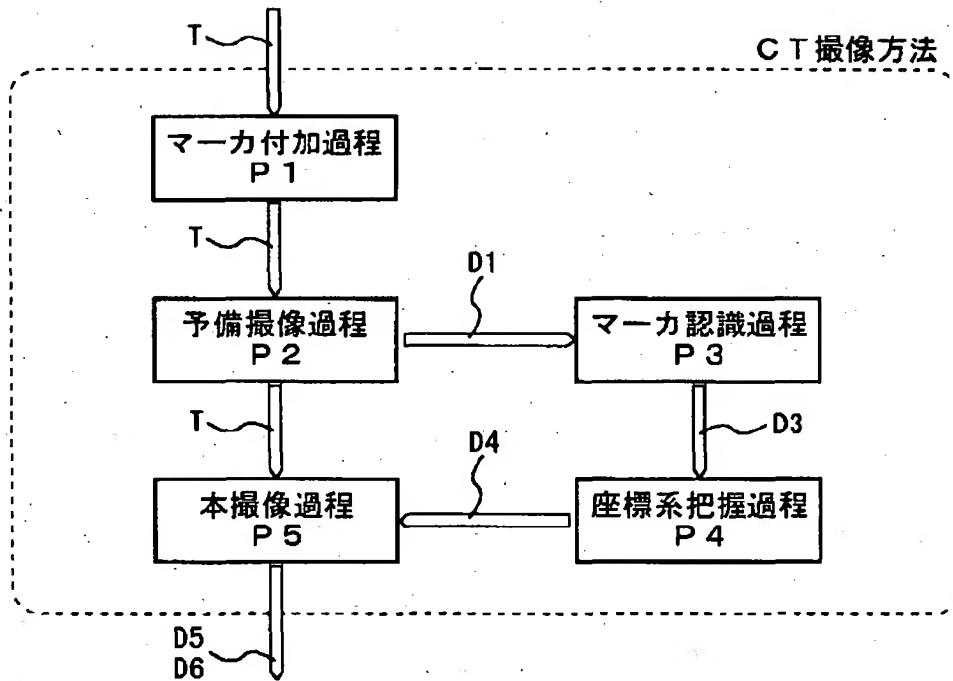 T
CT撮像方法
マーカ付加過程
P1
T
D1
予備撮像過程
P2
マーカ認識過程
P3
T
D3
D4
本撮像過程
P5
座標系把握過程
P4
D5
D6